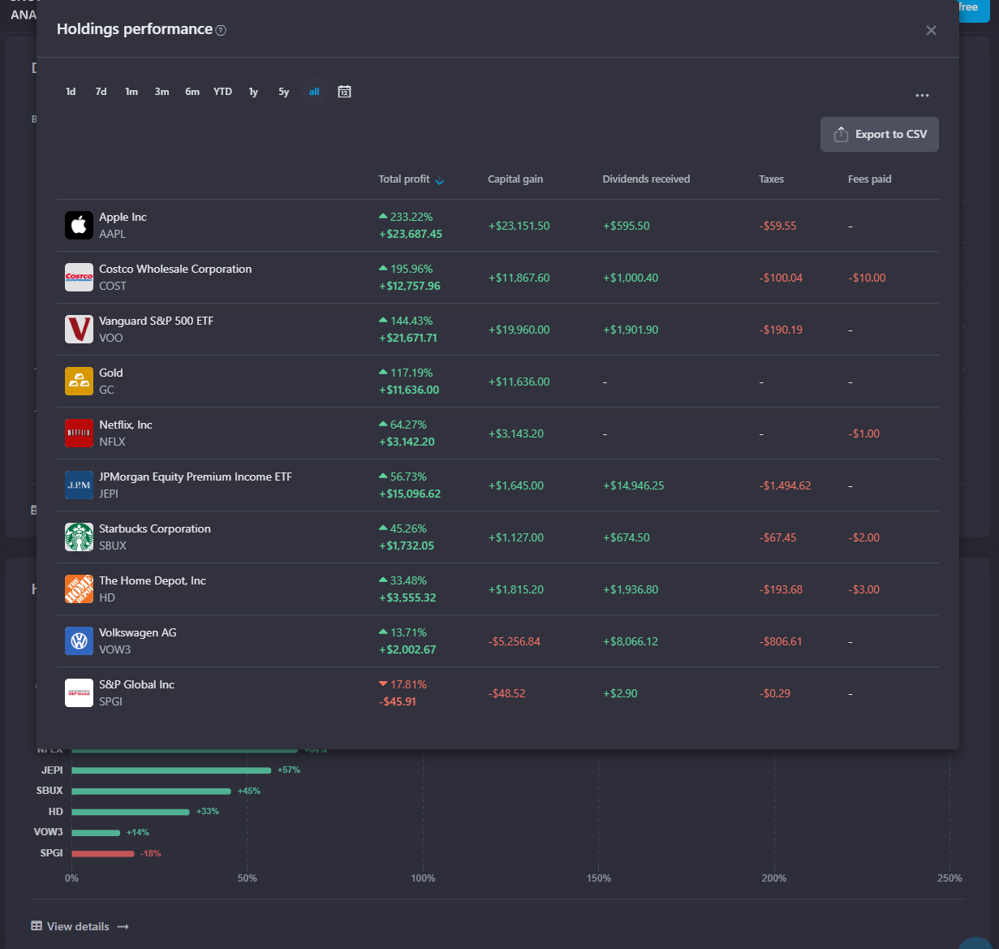 ANA
free
Holdings performance ?
1d 7d 1m 3m 6m YTD 1y 5y all 12
Export to CSV
Total profit Capital gain Dividends received Taxes Fees paid
Apple Inc
AAPL
233.22%
+$23,687.45
+$23,151.50
+$595.50
-$59.55
-
COSTCO
Costco Wholesale Corporation
COST
195.96%
+$12,757.96
+$11,867.60
+$1,000.40
-$100.04
-$10.00
Vanguard S&P 500 ETF
VOO
144.43%
+$21,671.71
+$19,960.00
+$1,901.90
-$190.19
-
Gold
GC
117.19%
+$11,636.00
+$11,636.00
-
-
-
NETFLIX
Netflix, Inc
NFLX
64.27%
+$3,142.20
+$3,143.20
-
-
-$1.00
J.P.M
JPMorgan Equity Premium Income ETF
JEPI
56.73%
+$15,096.62
+$1,645.00
+$14,946.25
-$1,494.62
-
Starbucks Corporation
SBUX
45.26%
+$1,732.05
+$1,127.00
+$674.50
-$67.45
-$2.00
THE HOME DEPOT
The Home Depot, Inc
HD
33.48%
+$3,555.32
+$1,815.20
+$1,936.80
-$193.68
-$3.00
Volkswagen AG
VOW3
13.71%
+$2,002.67
-$5,256.84
+$8,066.12
-$806.61
-
S&P Global
S&P Global Inc
SPGI
17.81%
-$45.91
-$48.52
+$2.90
-$0.29
-
NFLX +64%
JEPI +57%
SBUX +45%
HD +33%
VOW3 +14%
SPGI -18%
0% 50% 100% 150% 200% 250%
View details →